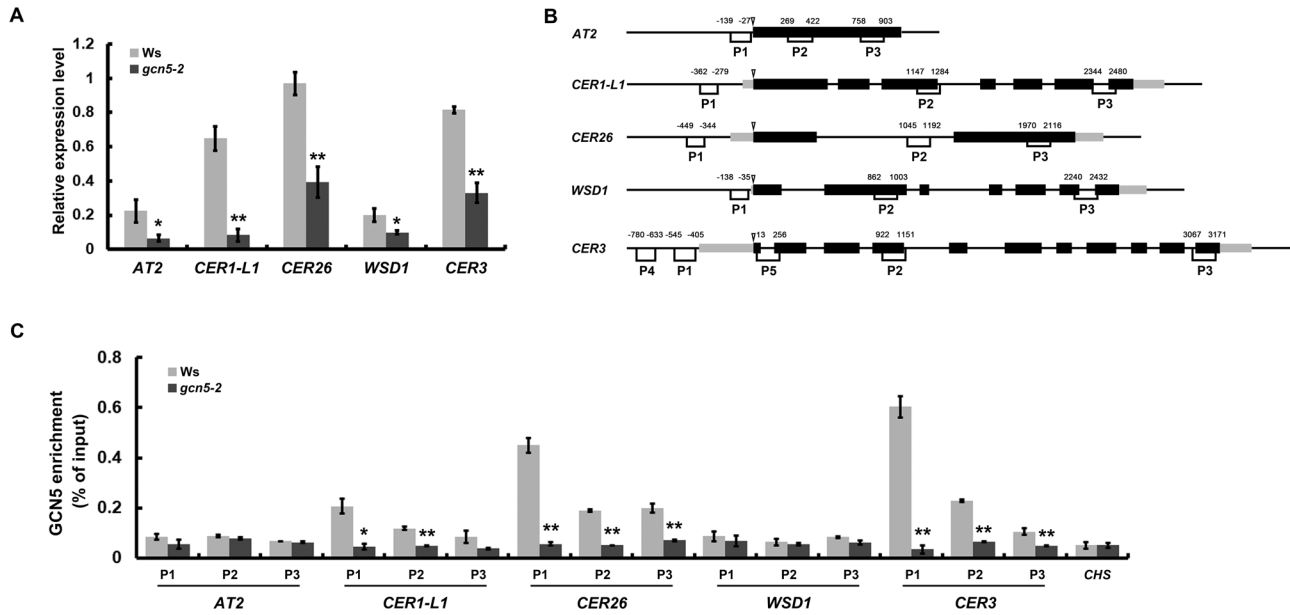 A
Relative expression level
1.2
1
0.8
0.6
0.4
0.2
0
Ws
gcn5-2
* ** ** * **
AT2 CER1-L1 CER26 WSD1 CER3
B
-139 -27 269 422 758 903
AT2
P1 P2 P3
-362 -279 1147 1284 2344 2480
CER1-L1
P1 P2 P3
-449 -344 1045 1192 1970 2116
CER26
P1 P2 P3
-138 -35 862 1003 2240 2432
WSD1
P1 P2 P3
-780 -633 -545 -405 13 256 922 1151 3067 3171
CER3
P4 P1 P5 P2 P3
C
GCN5 enrichment
(% of input)
0.8
0.6
0.4
0.2
0
Ws
gcn5-2
* ** ** ** ** ** ** **
P1 P2 P3 P1 P2 P3 P1 P2 P3 P1 P2 P3 P1 P2 P3 CHS
AT2 CER1-L1 CER26 WSD1 CER3